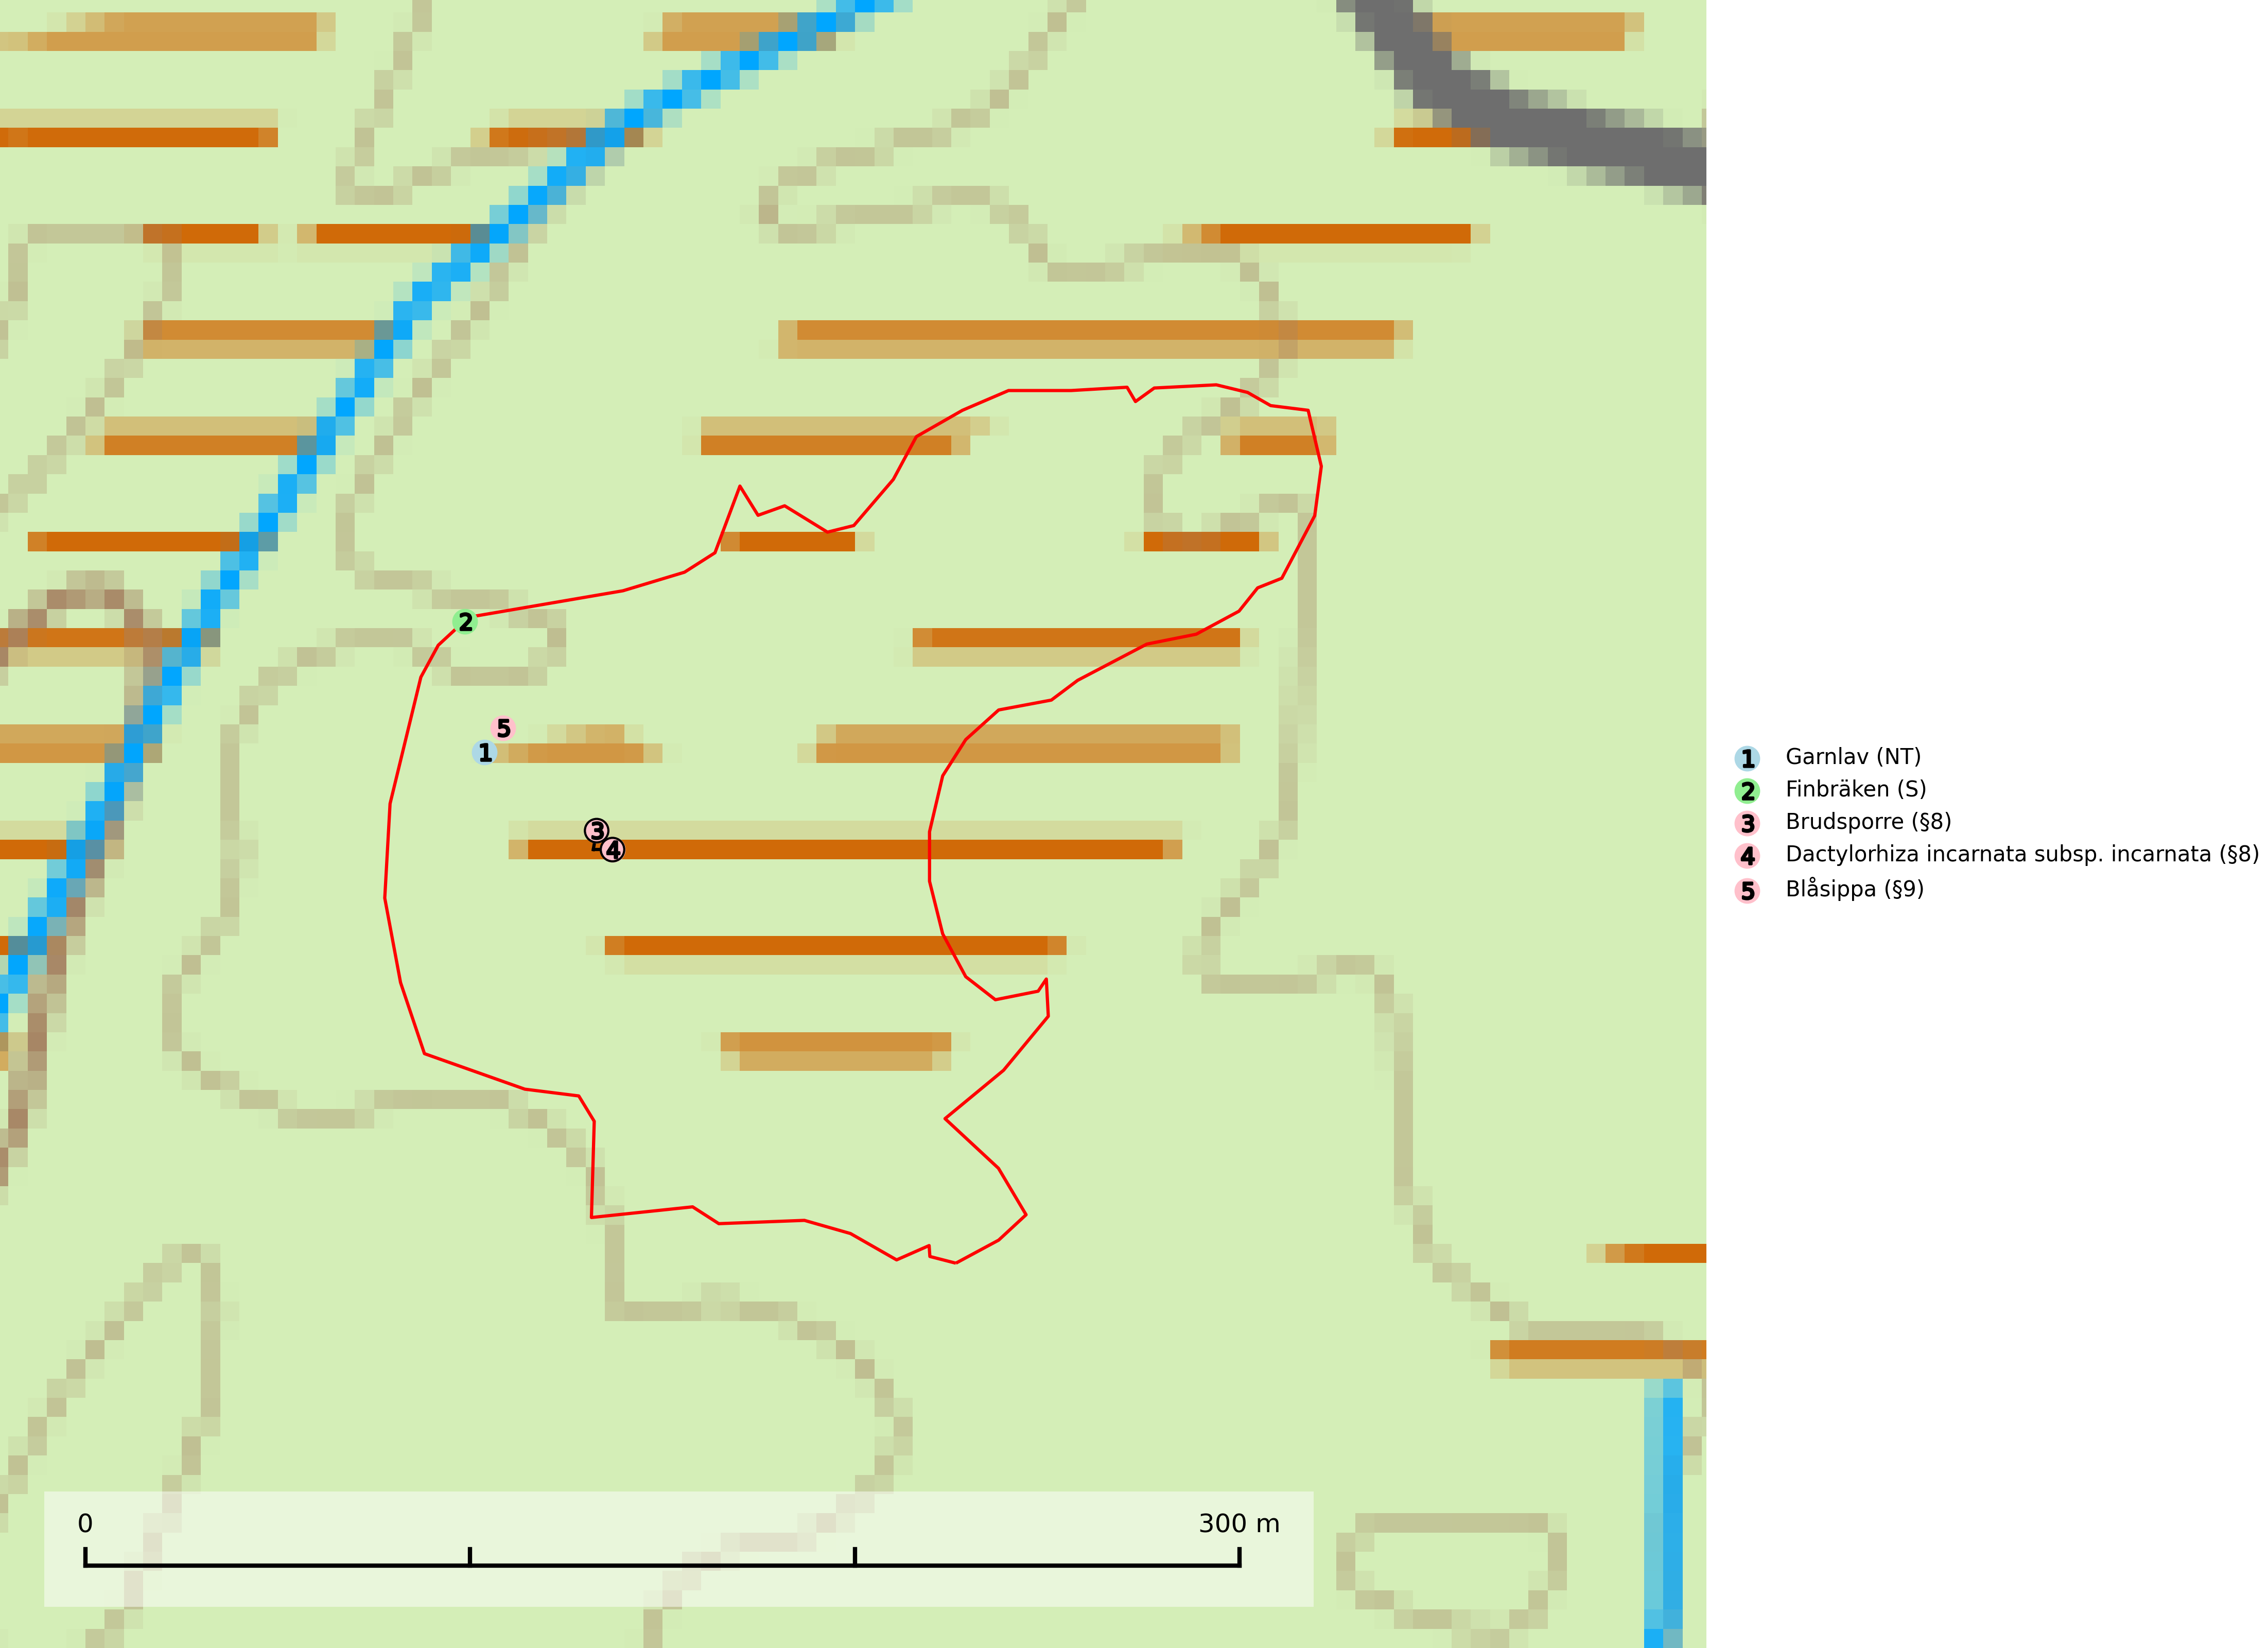 2
5
1
3
4
1 Garnlav (NT)
2 Finbräken (S)
3 Brudsporre (§8)
4 Dactylorhiza incarnata subsp. incarnata (§8)
5 Blåsippa (§9)
0 300 m